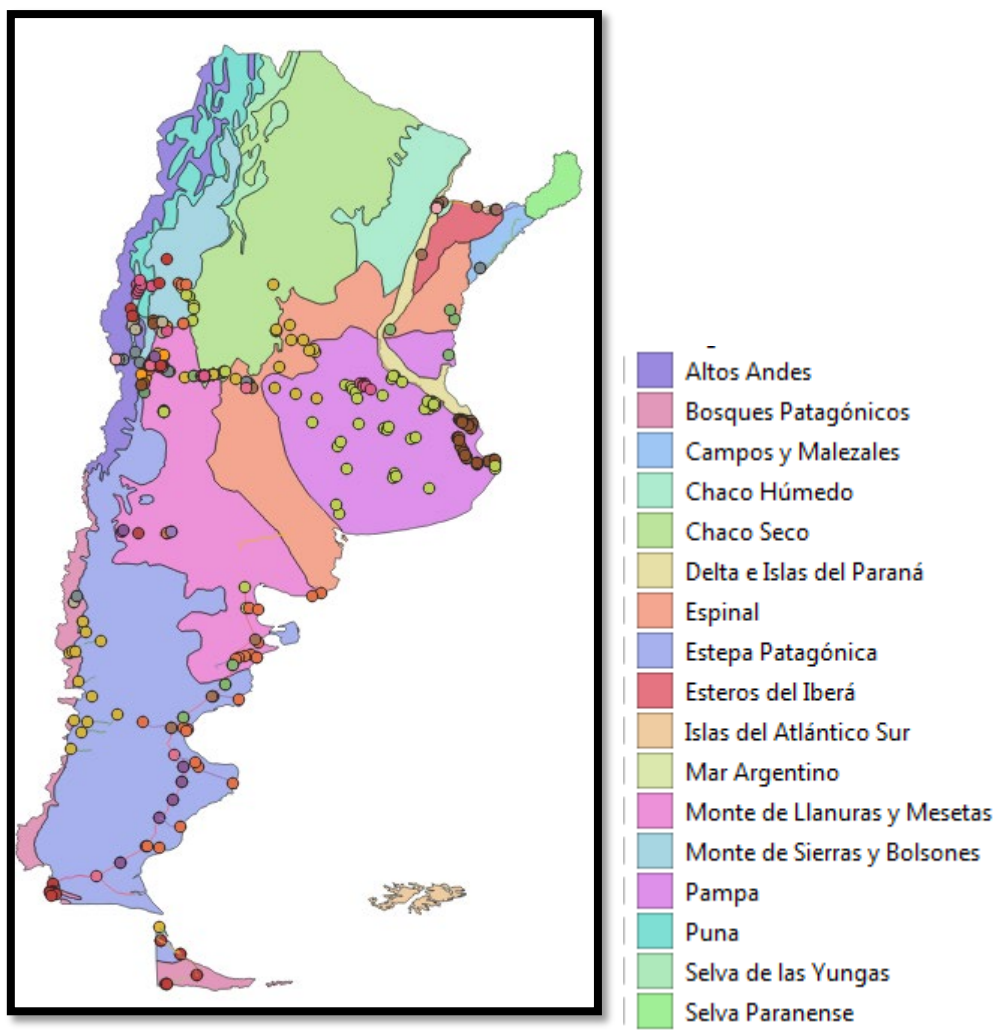 Altos Andes
Bosques Patagónicos
Campos y Malezales
Chaco Húmedo
Chaco Seco
Delta e Islas del Paraná
Espinal
Estepa Patagónica
Esteros del Iberá
Islas del Atlántico Sur
Mar Argentino
Monte de Llanuras y Mesetas
Monte de Sierras y Bolsones
Pampa
Puna
Selva de las Yungas
Selva Paranense